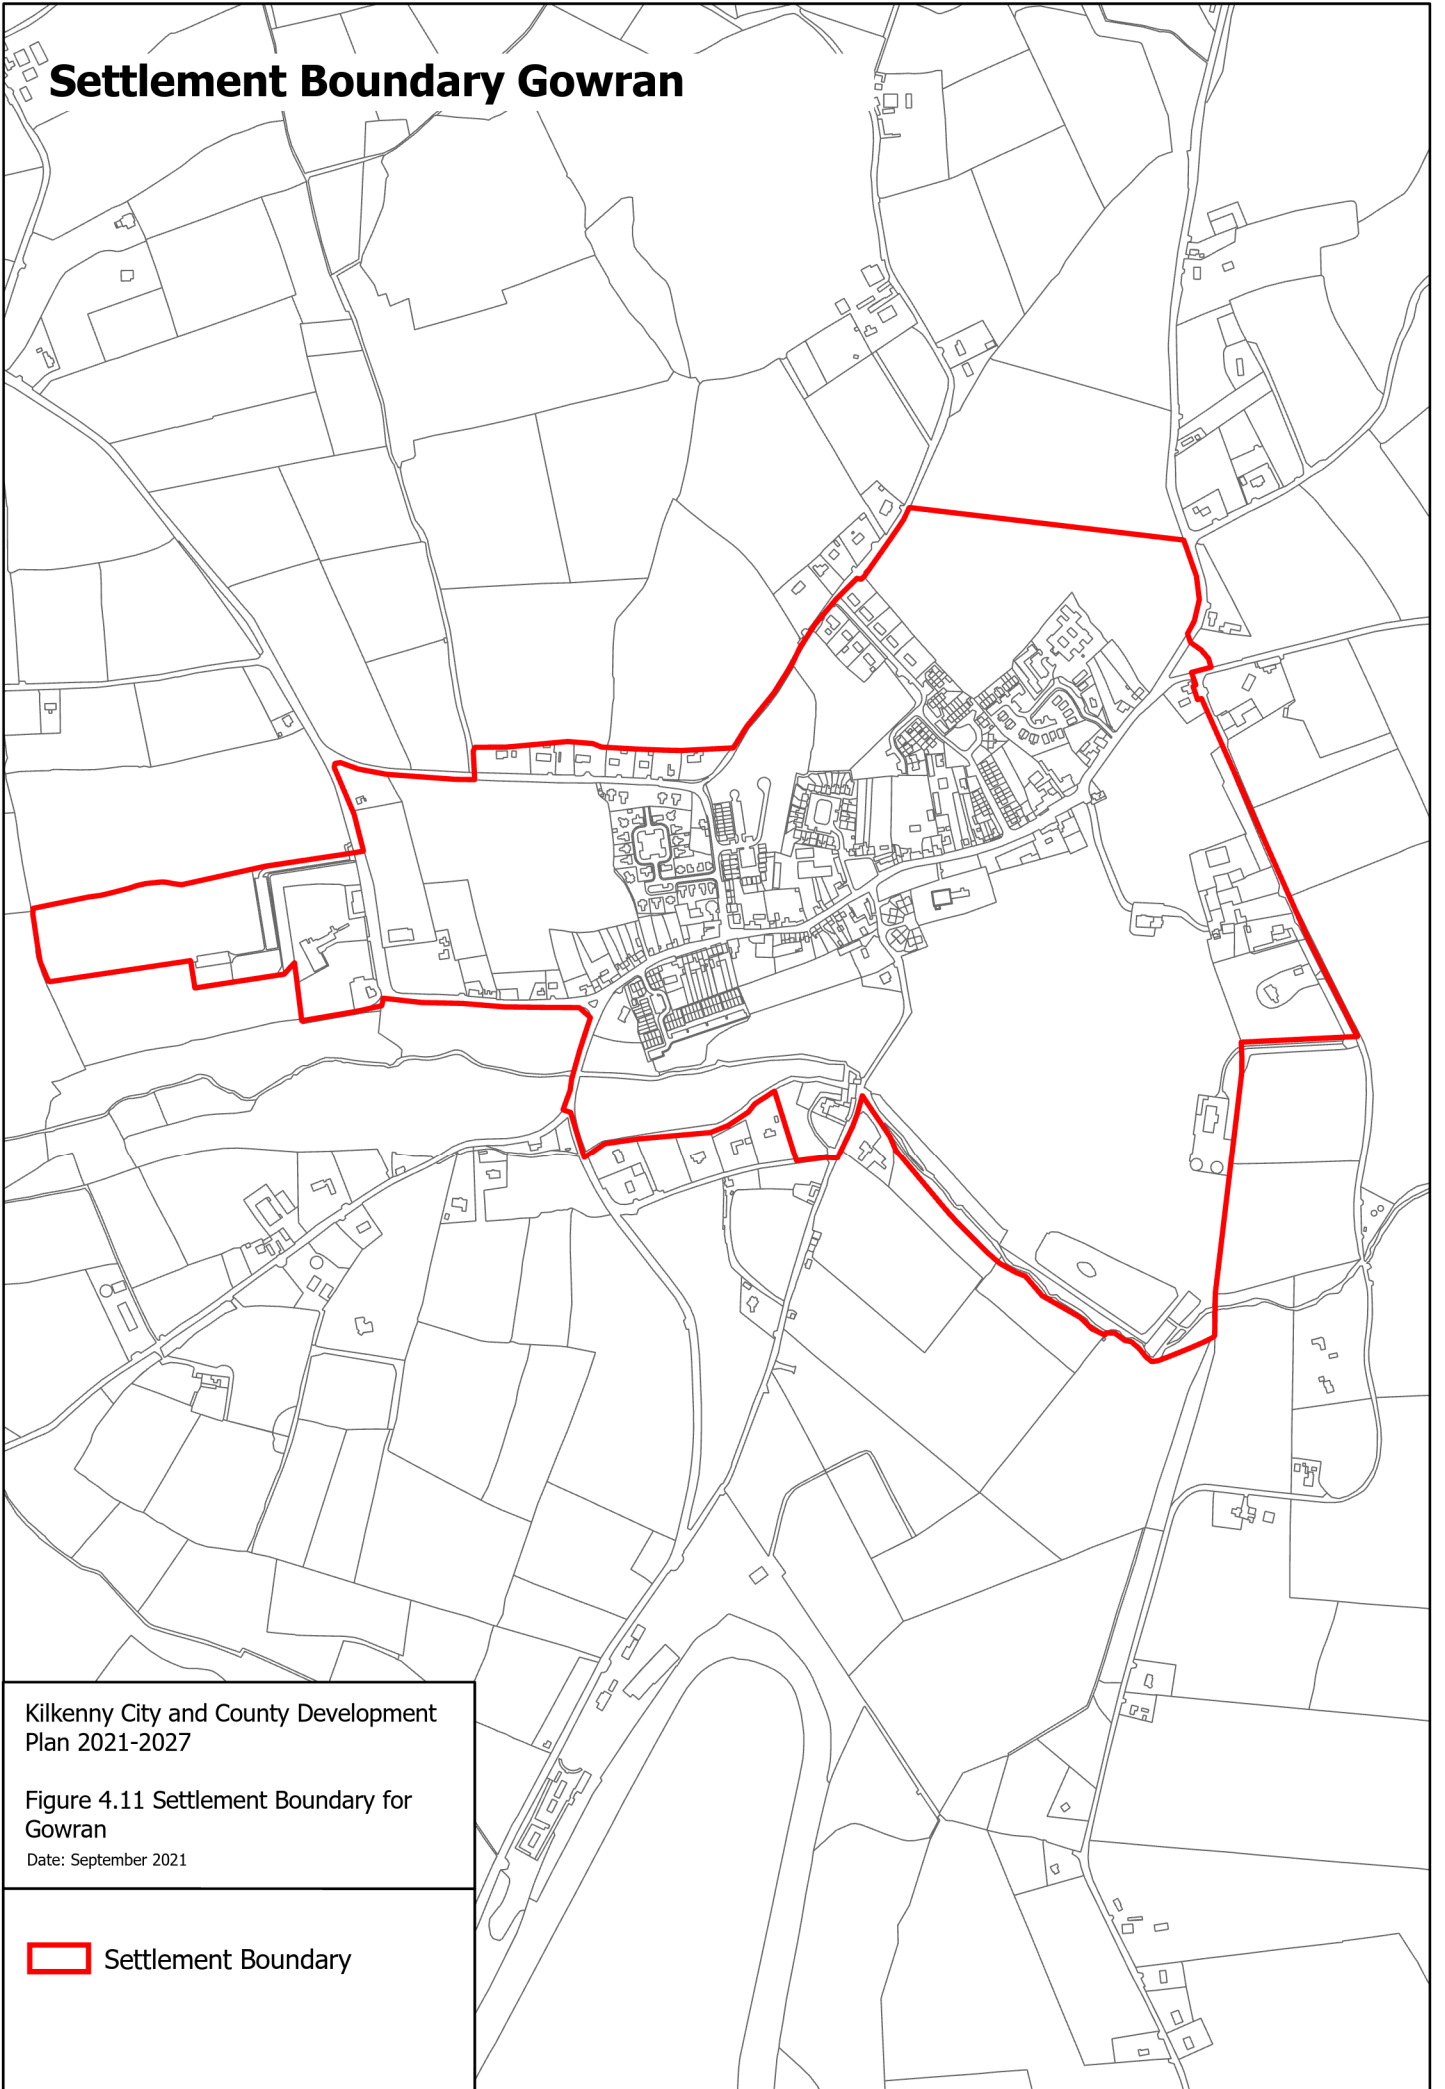 Settlement Boundary Gowran
Kilkenny City and County Development
Plan 2021-2027
Figure 4.11 Settlement Boundary for
Gowran
Date: September 2021
Settlement Boundary